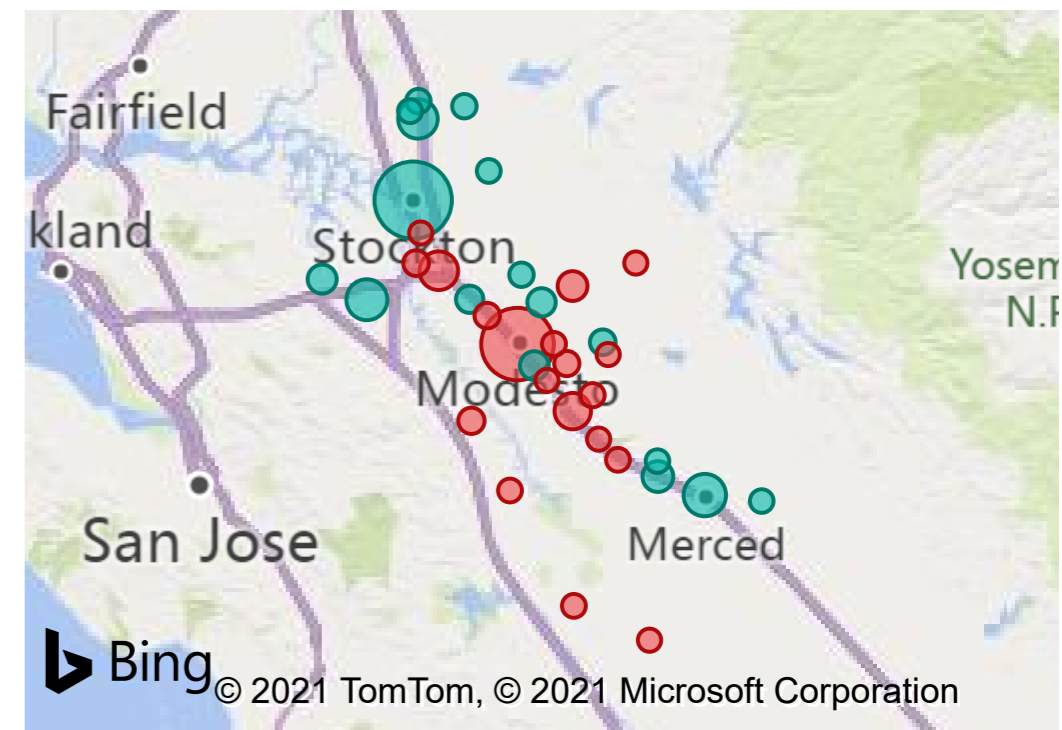 Fairfield
kland
Stockton
Yosem
N.P
Modesto
San Jose
Merced
Bing
© 2021 TomTom, © 2021 Microsoft Corporation